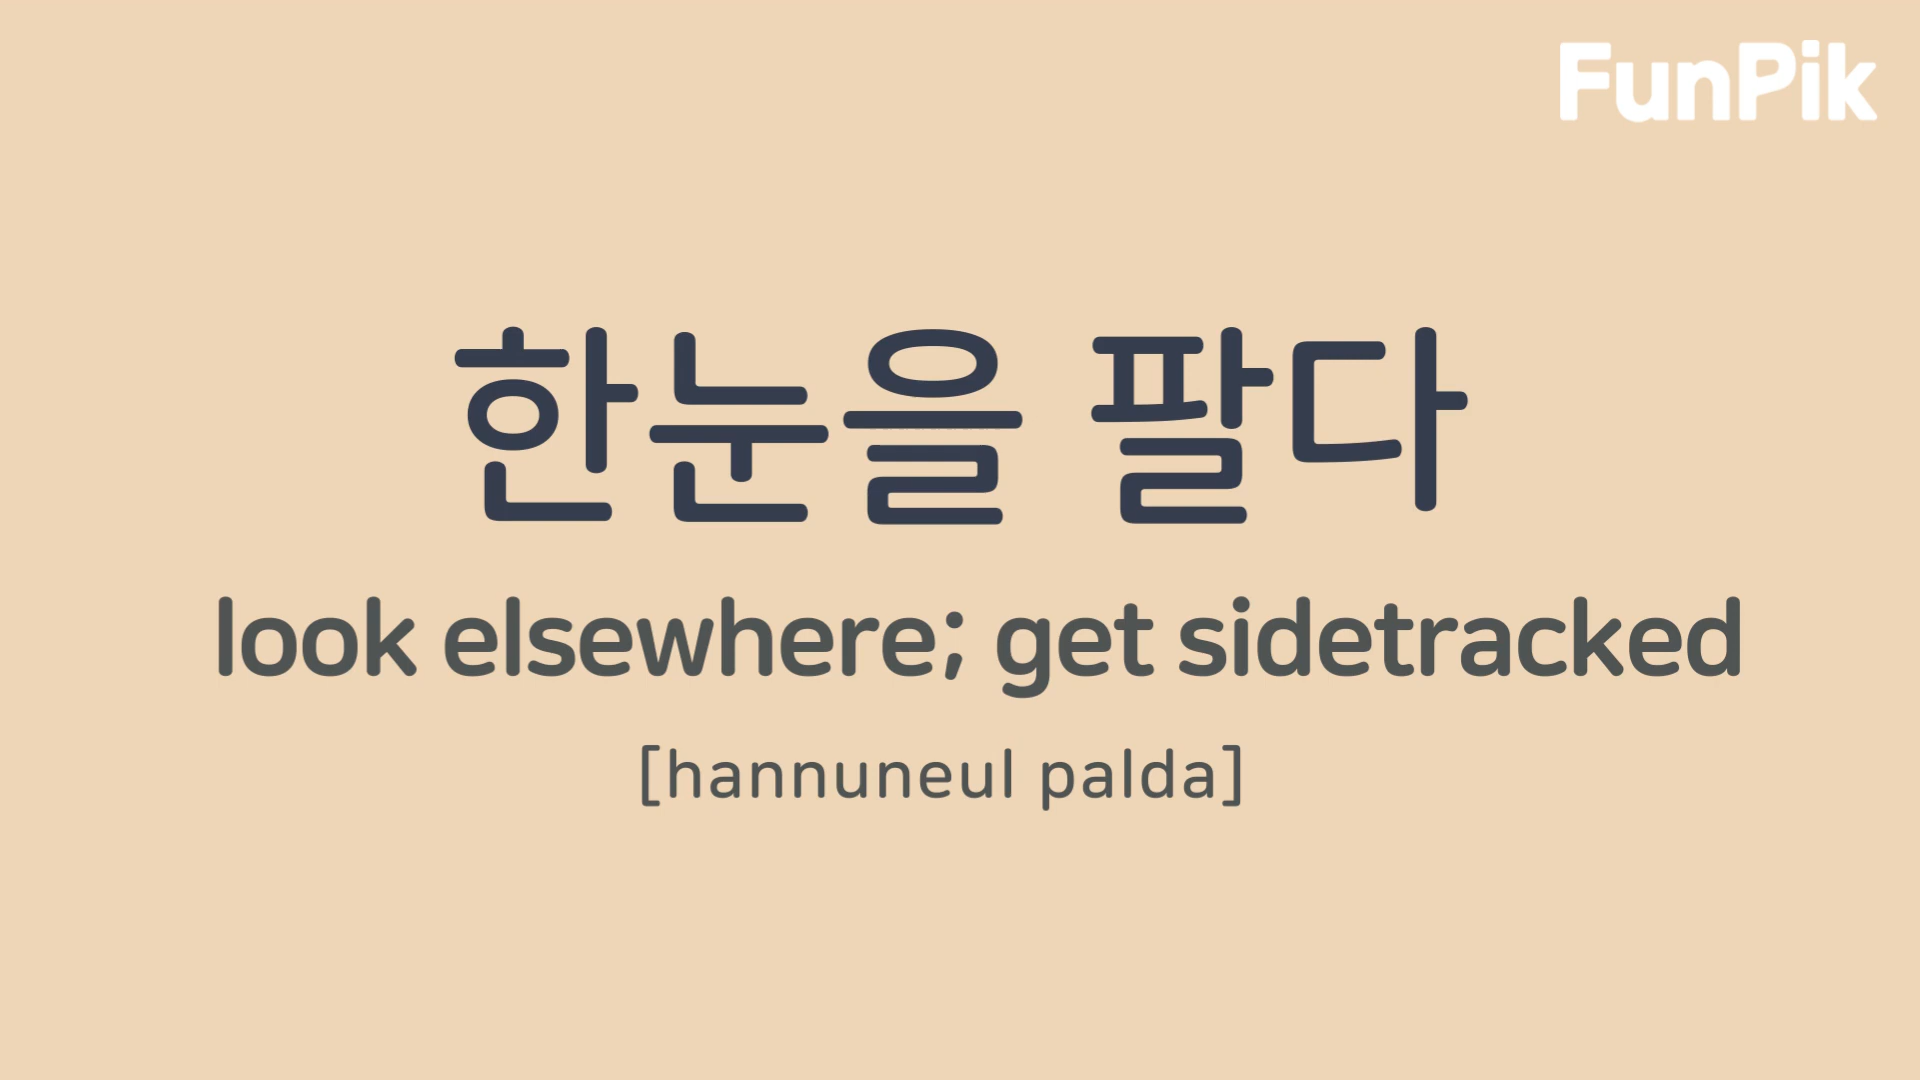 FunPik
한눈을 팔다
look elsewhere; get sidetracked
[hannuneul palda]